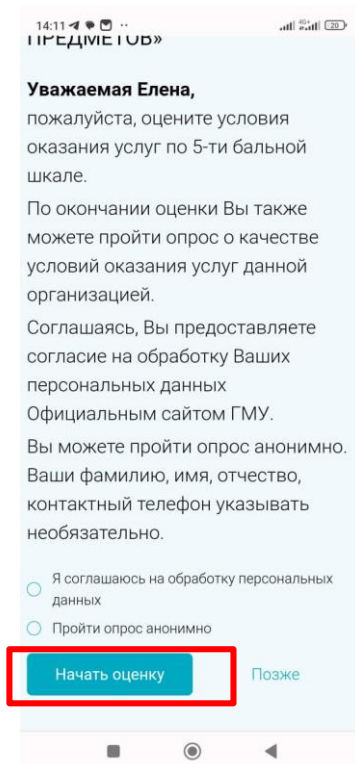 14:11
4G+
20
ПРЕДМЕТОВ»
Уважаемая Елена,
пожалуйста, оцените условия
оказания услуг по 5-ти бальной
шкале.
По окончании оценки Вы также
можете пройти опрос о качестве
условий оказания услуг данной
организацией.
Соглашаясь, Вы предоставляете
согласие на обработку Ваших
персональных данных
Официальным сайтом ГМУ.
Вы можете пройти опрос анонимно.
Ваши фамилию, имя, отчество,
контактный телефон указывать
необязательно.
Я соглашаюсь на обработку персональных
данных
Пройти опрос анонимно
Начать оценку Позже